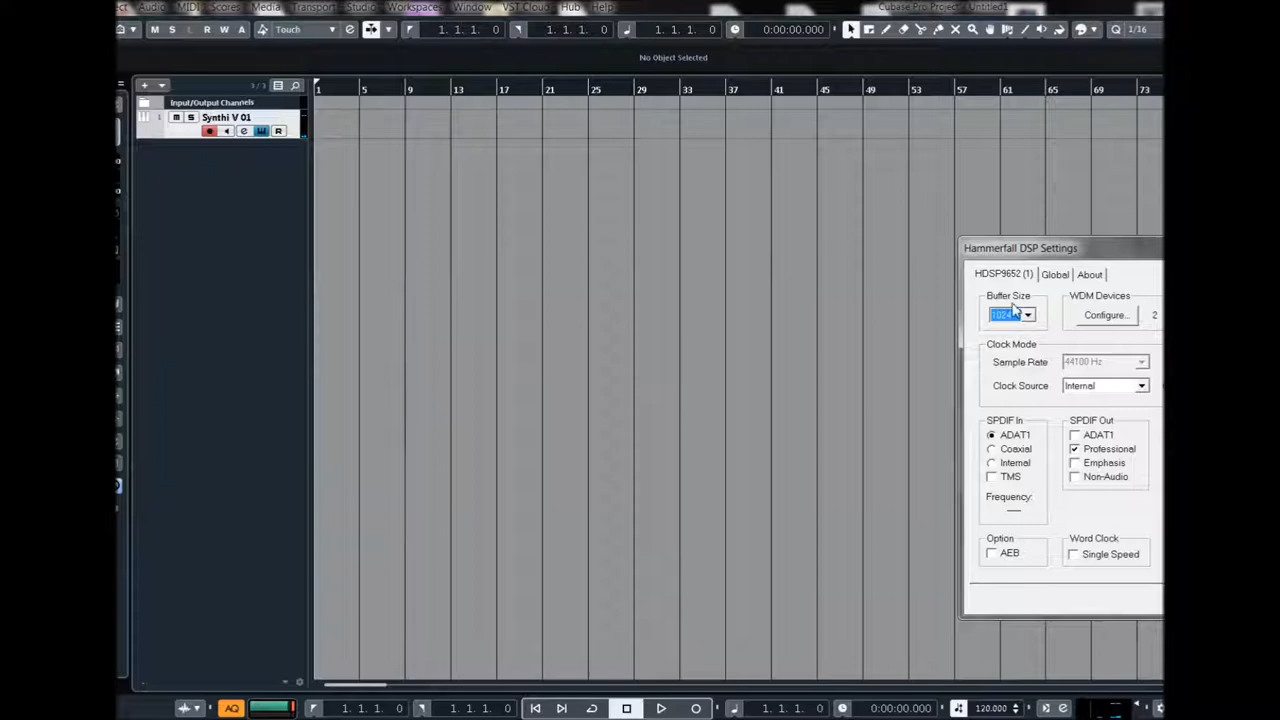 ect Audio MIDI Scores Media Transport Studio Workspaces Window VST Cloud Hub Help Cubase Pro Project - Untitled1
M S L R W A Touch 1. 1. 1. 0 1. 1. 1. 0 1. 1. 1. 0 0:00:00.000 Q 1/16
No Object Selected
1 5 9 13 17 21 25 29 33 37 41 45 49 53 57 61 65 69 73
Input/Output Channels
1 M S Synthi V 01
R
Hammerfall DSP Settings
HDSP9652 (1) Global About
Buffer Size WDM Devices
1024 Configure... 2
Clock Mode
Sample Rate 44100 Hz
Clock Source Internal
SPDIF In SPDIF Out
ADAT1 ADAT1
Coaxial Professional
Internal Emphasis
TMS Non-Audio
Frequency:
Option Word Clock
AEB Single Speed
AQ 1. 1. 1. 0 1. 1. 1. 0 1. 1. 1. 0 0:00:00.000 120.000